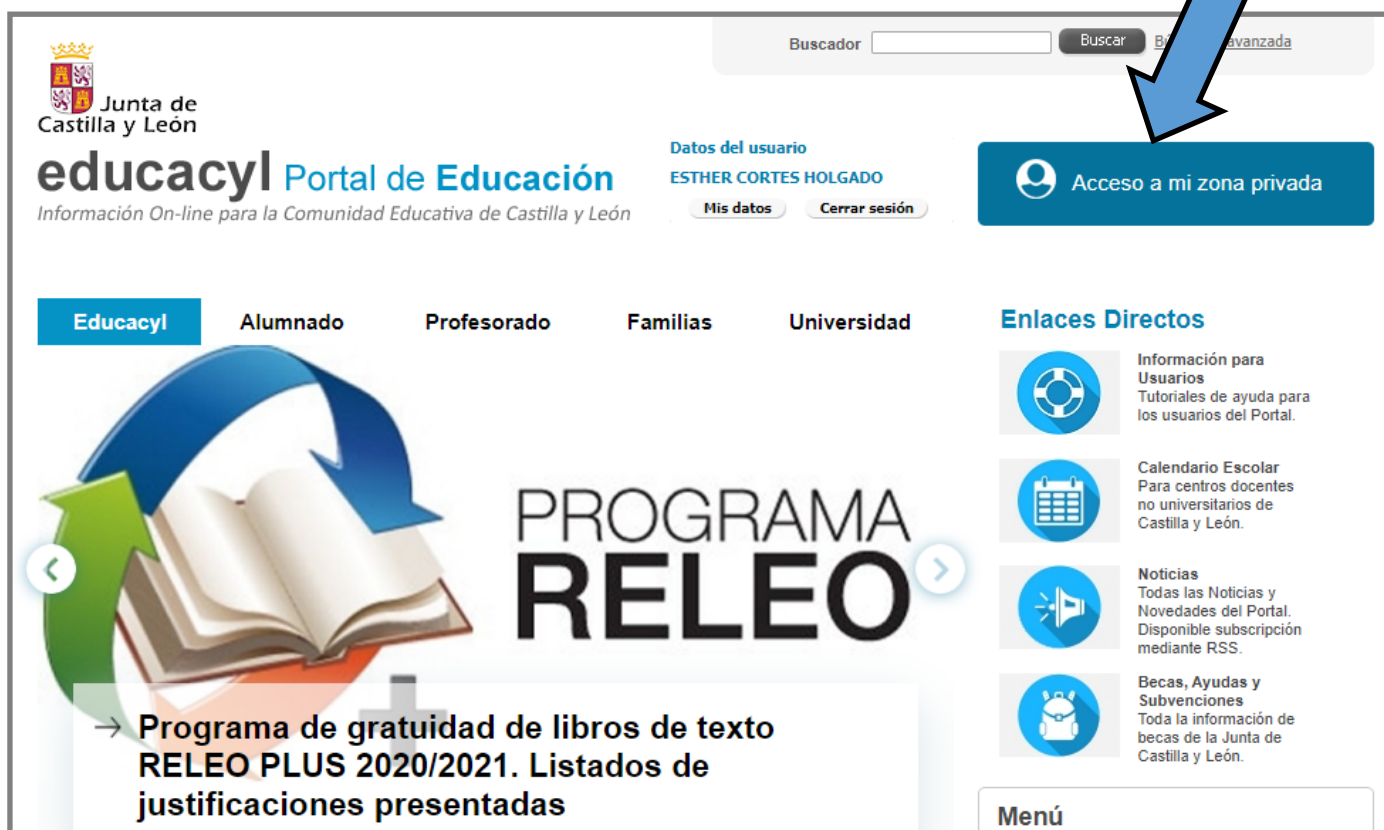 Buscador
Buscar
avanzada
Junta de
Castilla y León
educacyl Portal de Educación
Información On-line para la Comunidad Educativa de Castilla y León
Datos del usuario
ESTHER CORTES HOLGADO
Mis datos Cerrar sesión
Acceso a mi zona privada
Educacyl Alumnado Profesorado Familias Universidad
PROGRAMA
RELEO
+
→ Programa de gratuidad de libros de texto
RELEO PLUS 2020/2021. Listados de
justificaciones presentadas
Enlaces Directos
Información para
Usuarios
Tutoriales de ayuda para
los usuarios del Portal.
Calendario Escolar
Para centros docentes
no universitarios de
Castilla y León.
Noticias
Todas las Noticias y
Novedades del Portal.
Disponible subscripción
mediante RSS.
Becas, Ayudas y
Subvenciones
Toda la información de
becas de la Junta de
Castilla y León.
Menú